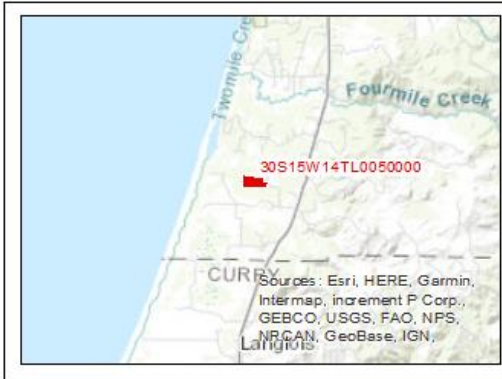 Twomile Cre
Fourmile Creek
30S15W14TL0050000
CURRY
Sources: Esri, HERE, Garmin,
Intermap, increment P Corp.,
GEBCO, USGS, FAO, NPS,
NRCAN, GeoBase, IGN,
Langlois